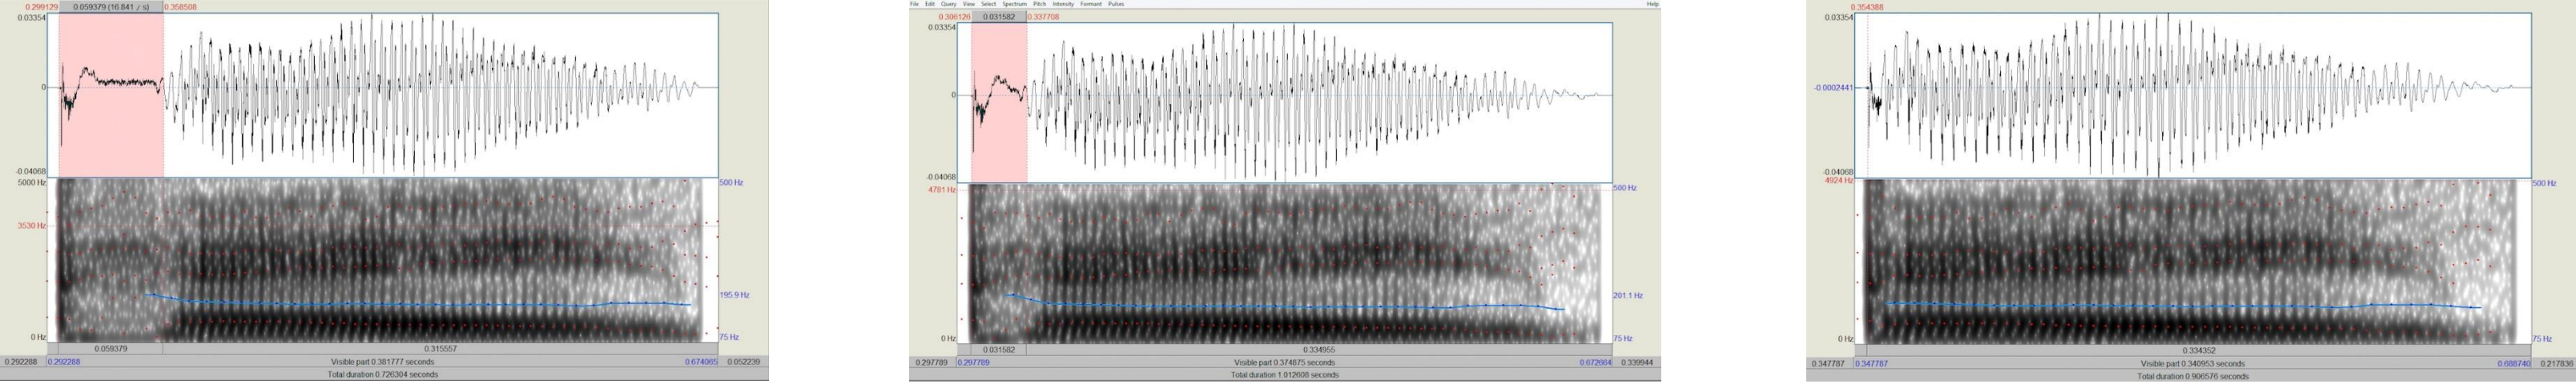 0.299129 0.059379 (16.841 / s) 0.358508
0.03354
0
-0.04068
5000 Hz 500 Hz
3530 Hz
195.9 Hz
0 Hz 75 Hz
0.059379 0.315557
0.292288 0.292288 Visible part 0.381777 seconds 0.674065 0.052239
Total duration 0.726304 seconds
File Edit Query View Select Spectrum Pitch Intensity Formant Pulses Help
0.306126 0.031582 0.337708
0.03354
0
-0.04068
4781 Hz 500 Hz
201.1 Hz
0 Hz 75 Hz
0.031582 0.334955
0.297789 0.297789 Visible part 0.374875 seconds 0.672664 0.339944
Total duration 1.012608 seconds
0.354388
0.03354
-0.0002441
-0.04068
4924 Hz 500 Hz
0 Hz 75 Hz
0.334352
0.347787 0.347787 Visible part 0.340953 seconds 0.688740 0.217836
Total duration 0.906576 seconds